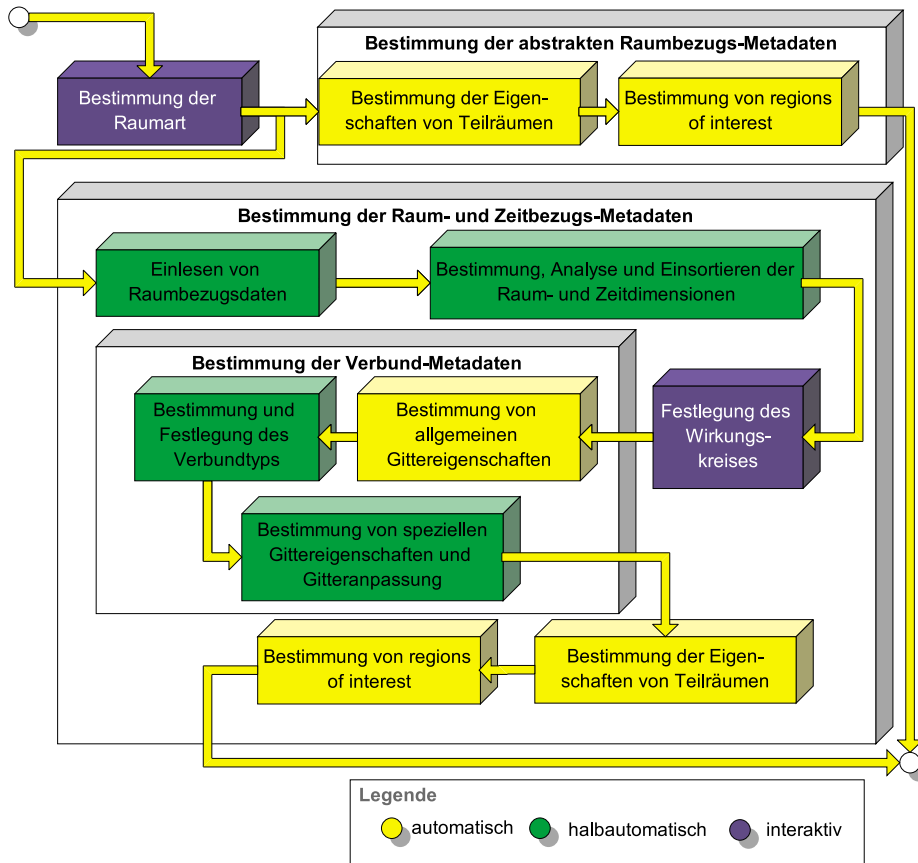 Bestimmung der abstrakten Raumbezugs-Metadaten
Bestimmung der
Raumart
Bestimmung der Eigen-
schaften von Teilräumen
Bestimmung von regions
of interest
Bestimmung der Raum- und Zeitbezugs-Metadaten
Einlesen von
Raumbezugsdaten
Bestimmung, Analyse und Einsortieren der
Raum- und Zeitdimensionen
Bestimmung der Verbund-Metadaten
Bestimmung und
Festlegung des
Verbundtyps
Bestimmung von
allgemeinen
Gittereigenschaften
Festlegung des
Wirkungs-
kreises
Bestimmung von speziellen
Gittereigenschaften und
Gitteranpassung
Bestimmung von regions
of interest
Bestimmung der Eigen-
schaften von Teilräumen
Legende
automatisch
halbautomatisch
interaktiv